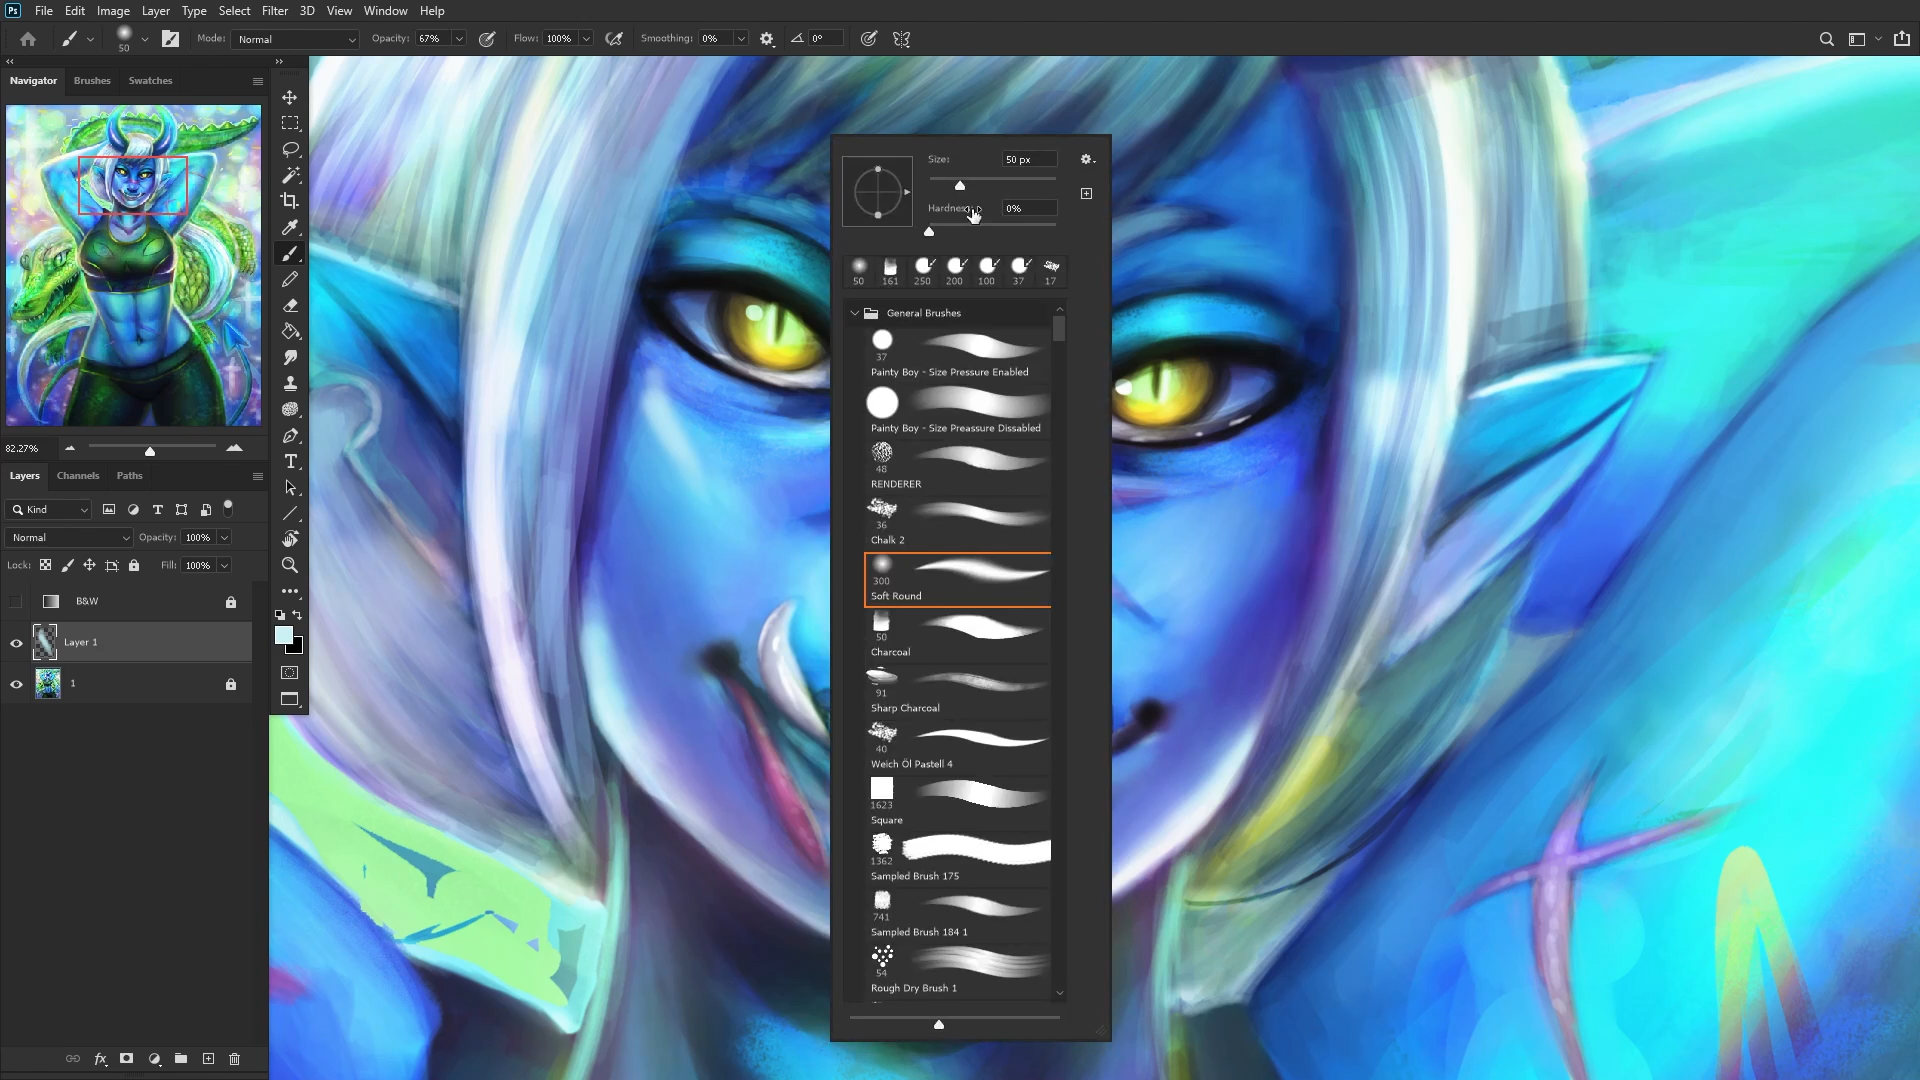 Ps File Edit Image Layer Type Select Filter 3D View Window Help
50 Mode: Normal Opacity: 67% Flow: 100% Smoothing: 0% 0°
Navigator Brushes Swatches
82.27%
Layers Channels Paths
Kind
Normal Opacity: 100%
Lock: Fill: 100%
B&W
Layer 1
1
Size: 50 px
Hardness: 0%
50 161 250 200 100 37 17
General Brushes
37
Painty Boy - Size Pressure Enabled
Painty Boy - Size Preassure Dissabled
48
RENDERER
36
Chalk 2
300
Soft Round
50
Charcoal
91
Sharp Charcoal
40
Weich Öl Pastell 4
1623
Square
1362
Sampled Brush 175
741
Sampled Brush 184 1
54
Rough Dry Brush 1